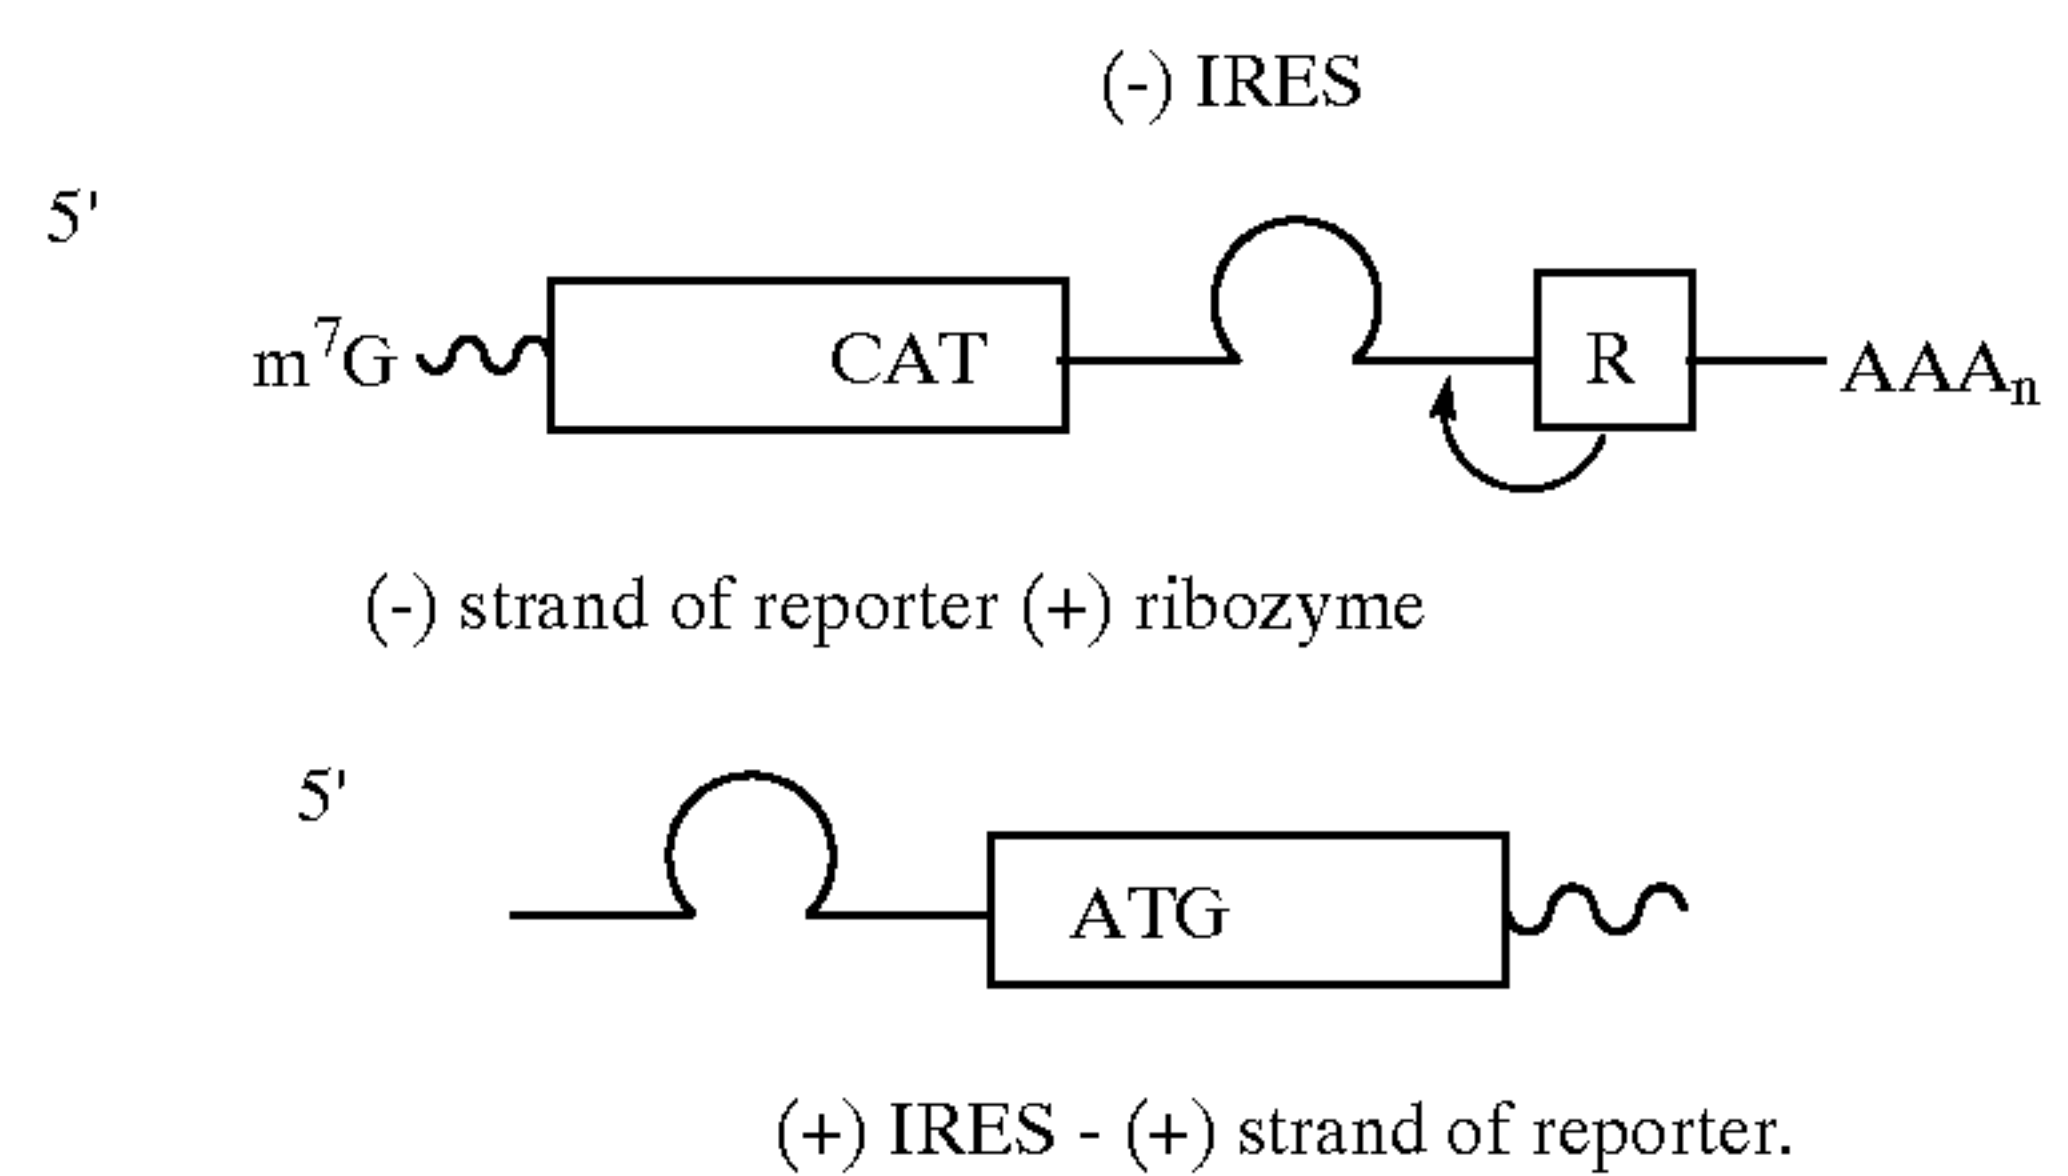 (-) IRES
5'
m⁷G CAT R AAAₙ
(-) strand of reporter (+) ribozyme
5'
ATG
(+) IRES - (+) strand of reporter.